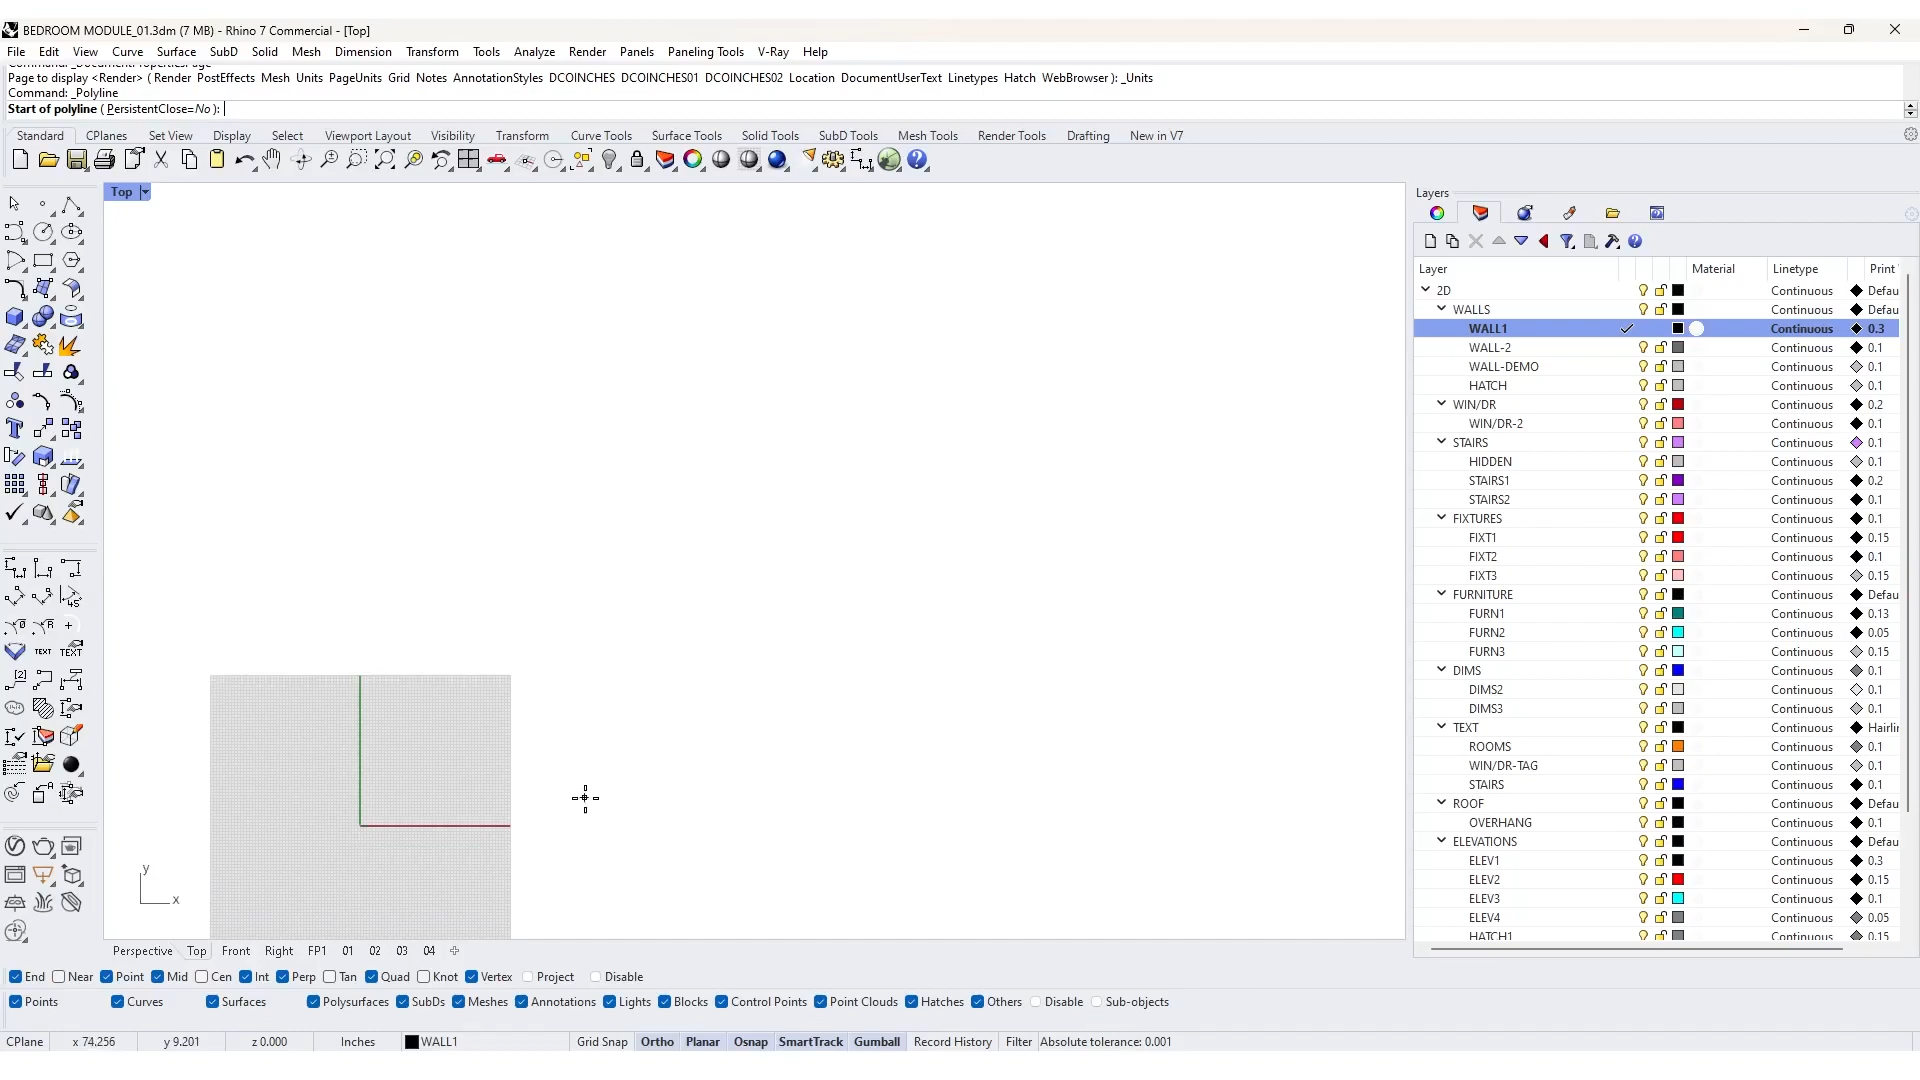 BEDROOM MODULE_01.3dm (7 MB) - Rhino 7 Commercial - [Top]
File Edit View Curve Surface SubD Solid Mesh Dimension Transform Tools Analyze Render Panels Paneling Tools V-Ray Help
Page to display <Render> ( Render PostEffects Mesh Units PageUnits Grid Notes AnnotationStyles DCOINCHES DCOINCHES01 DCOINCHES02 Location DocumentUserText Linetypes Hatch WebBrowser ): _Units
Command: _Polyline
Start of polyline ( PersistentClose=No ):
Standard CPlanes Set View Display Select Viewport Layout Visibility Transform Curve Tools Surface Tools Solid Tools SubD Tools Mesh Tools Render Tools Drafting New in V7
Top
Layers
Layer Material Linetype Print
2D Continuous Defau
WALLS Continuous Defau
WALL1 Continuous 0.3
WALL-2 Continuous 0.1
WALL-DEMO Continuous 0.1
HATCH Continuous 0.1
WIN/DR Continuous 0.2
WIN/DR-2 Continuous 0.1
STAIRS Continuous 0.1
HIDDEN Continuous 0.1
STAIRS1 Continuous 0.2
STAIRS2 Continuous 0.1
FIXTURES Continuous 0.1
FIXT1 Continuous 0.15
FIXT2 Continuous 0.1
FIXT3 Continuous 0.15
FURNITURE Continuous Defau
FURN1 Continuous 0.13
FURN2 Continuous 0.05
FURN3 Continuous 0.15
DIMS Continuous 0.1
DIMS2 Continuous 0.1
DIMS3 Continuous 0.1
TEXT Continuous Hairlin
ROOMS Continuous 0.1
WIN/DR-TAG Continuous 0.1
STAIRS Continuous 0.1
ROOF Continuous Defau
OVERHANG Continuous 0.1
ELEVATIONS Continuous Defau
ELEV1 Continuous 0.3
ELEV2 Continuous 0.15
ELEV3 Continuous 0.1
ELEV4 Continuous 0.05
HATCH1 Continuous 0.15
TEXT TEXT
y
x
Perspective Top Front Right FP1 01 02 03 04
End Near Point Mid Cen Int Perp Tan Quad Knot Vertex Project Disable
Points Curves Surfaces Polysurfaces SubDs Meshes Annotations Lights Blocks Control Points Point Clouds Hatches Others Disable Sub-objects
CPlane x 74.256 y 9.201 z 0.000 Inches WALL1 Grid Snap Ortho Planar Osnap SmartTrack Gumball Record History Filter Absolute tolerance: 0.001